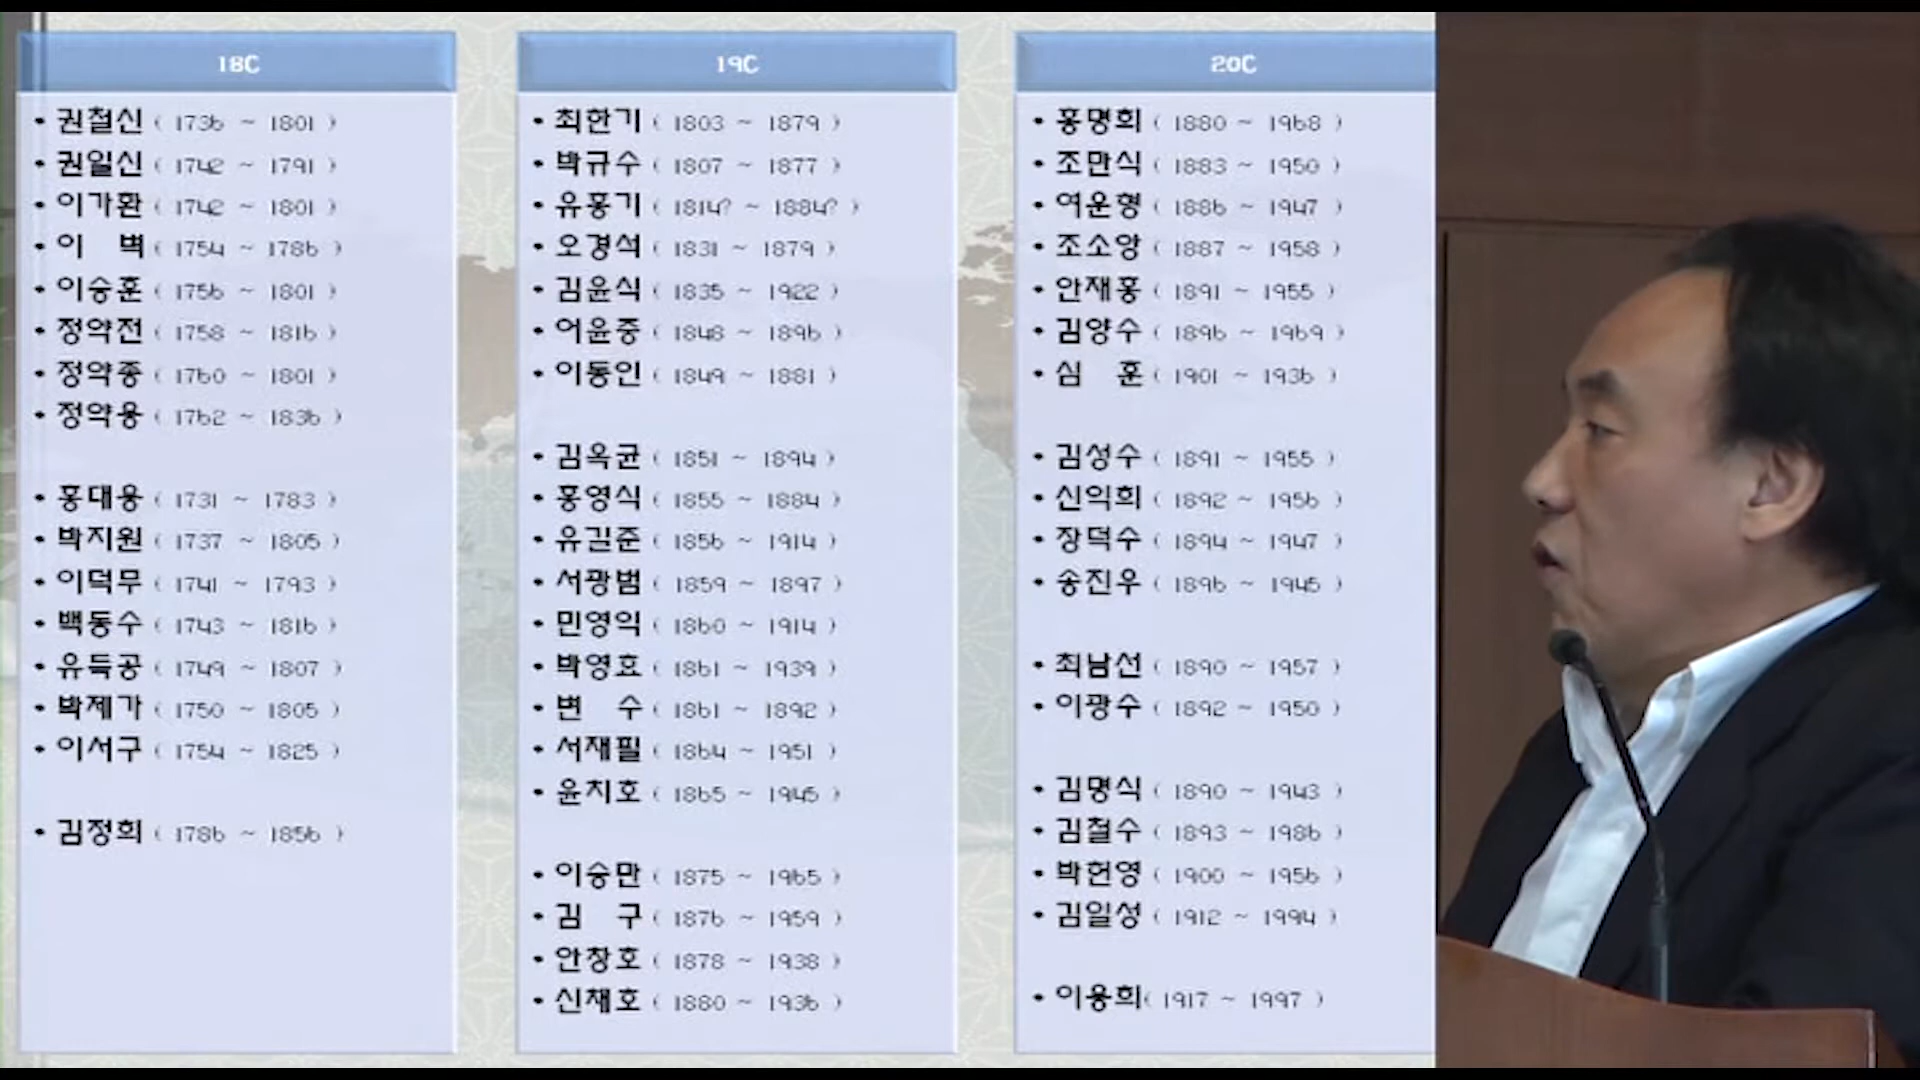 18C
• 권철신 ( 1736 ~ 1801 )
• 권일신 ( 1742 ~ 1791 )
• 이가환 ( 1742 ~ 1801 )
• 이 벽 ( 1754 ~ 1786 )
• 이승훈 ( 1756 ~ 1801 )
• 정약전 ( 1758 ~ 1816 )
• 정약종 ( 1760 ~ 1801 )
• 정약용 ( 1762 ~ 1836 )
• 홍대용 ( 1731 ~ 1783 )
• 박지원 ( 1737 ~ 1805 )
• 이덕무 ( 1741 ~ 1793 )
• 백동수 ( 1743 ~ 1816 )
• 유득공 ( 1749 ~ 1807 )
• 박제가 ( 1750 ~ 1805 )
• 이서구 ( 1754 ~ 1825 )
• 김정희 ( 1786 ~ 1856 )
19C
• 최한기 ( 1803 ~ 1879 )
• 박규수 ( 1807 ~ 1877 )
• 유홍기 ( 1814? ~ 1884? )
• 오경석 ( 1831 ~ 1879 )
• 김윤식 ( 1835 ~ 1922 )
• 어윤중 ( 1848 ~ 1896 )
• 이동인 ( 1849 ~ 1881 )
• 김옥균 ( 1851 ~ 1894 )
• 홍영식 ( 1855 ~ 1884 )
• 유길준 ( 1856 ~ 1914 )
• 서광범 ( 1859 ~ 1897 )
• 민영익 ( 1860 ~ 1914 )
• 박영효 ( 1861 ~ 1939 )
• 변 수 ( 1861 ~ 1892 )
• 서재필 ( 1864 ~ 1951 )
• 윤치호 ( 1865 ~ 1945 )
• 이승만 ( 1875 ~ 1965 )
• 김 구 ( 1876 ~ 1959 )
• 안창호 ( 1878 ~ 1938 )
• 신채호 ( 1880 ~ 1936 )
20C
• 홍명희 ( 1880 ~ 1968 )
• 조만식 ( 1883 ~ 1950 )
• 여운형 ( 1886 ~ 1947 )
• 조소앙 ( 1887 ~ 1958 )
• 안재홍 ( 1891 ~ 1955 )
• 김양수 ( 1896 ~ 1969 )
• 심 훈 ( 1901 ~ 1936 )
• 김성수 ( 1891 ~ 1955 )
• 신익희 ( 1892 ~ 1956 )
• 장덕수 ( 1894 ~ 1947 )
• 송진우 ( 1896 ~ 1945 )
• 최남선 ( 1890 ~ 1957 )
• 이광수 ( 1892 ~ 1950 )
• 김명식 ( 1890 ~ 1943 )
• 김철수 ( 1893 ~ 1986 )
• 박헌영 ( 1900 ~ 1956 )
• 김일성 ( 1912 ~ 1994 )
• 이용희 ( 1917 ~ 1997 )